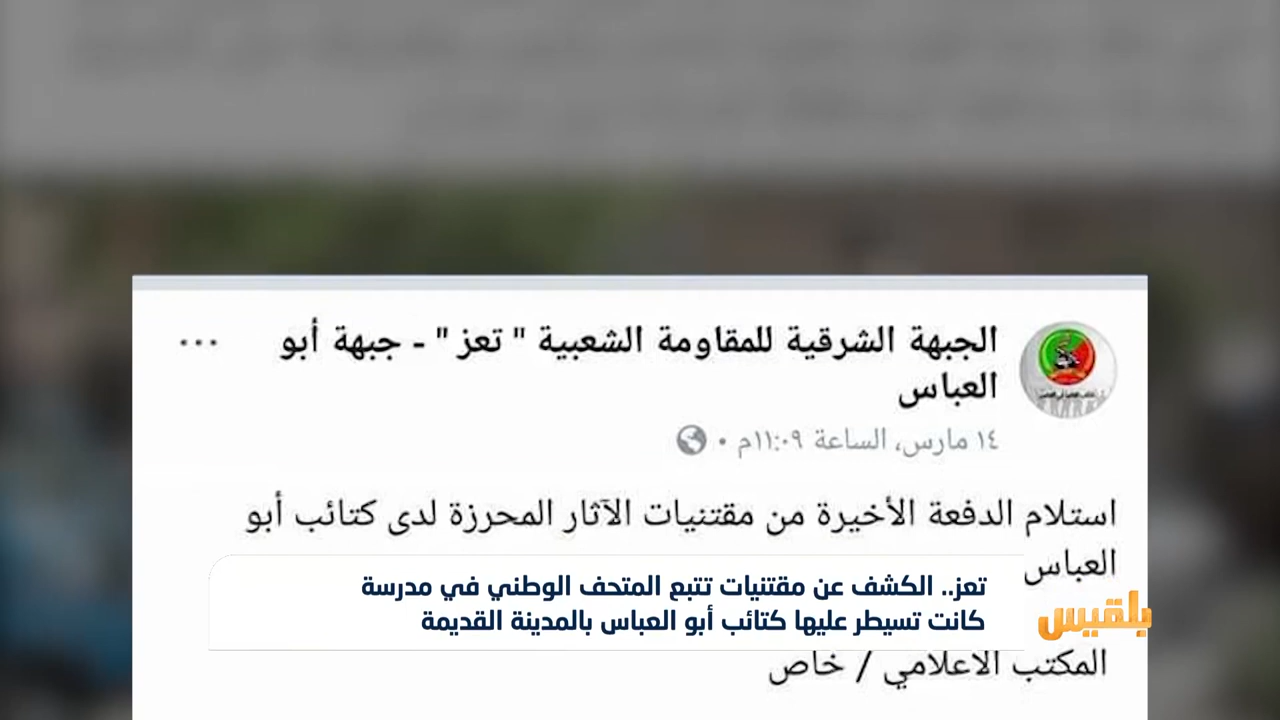 الجبهة الشرقية للمقاومة الشعبية " تعز " - جبهة أبو
العباس
١٤ مارس، الساعة ١١:٠٩م
استلام الدفعة الأخيرة من مقتنيات الآثار المحرزة لدى كتائب أبو
العباس
تعز.. الكشف عن مقتنيات تتبع المتحف الوطني في مدرسة
كانت تسيطر عليها كتائب أبو العباس بالمدينة القديمة
بلقيس
المكتب الاعلامي / خاص